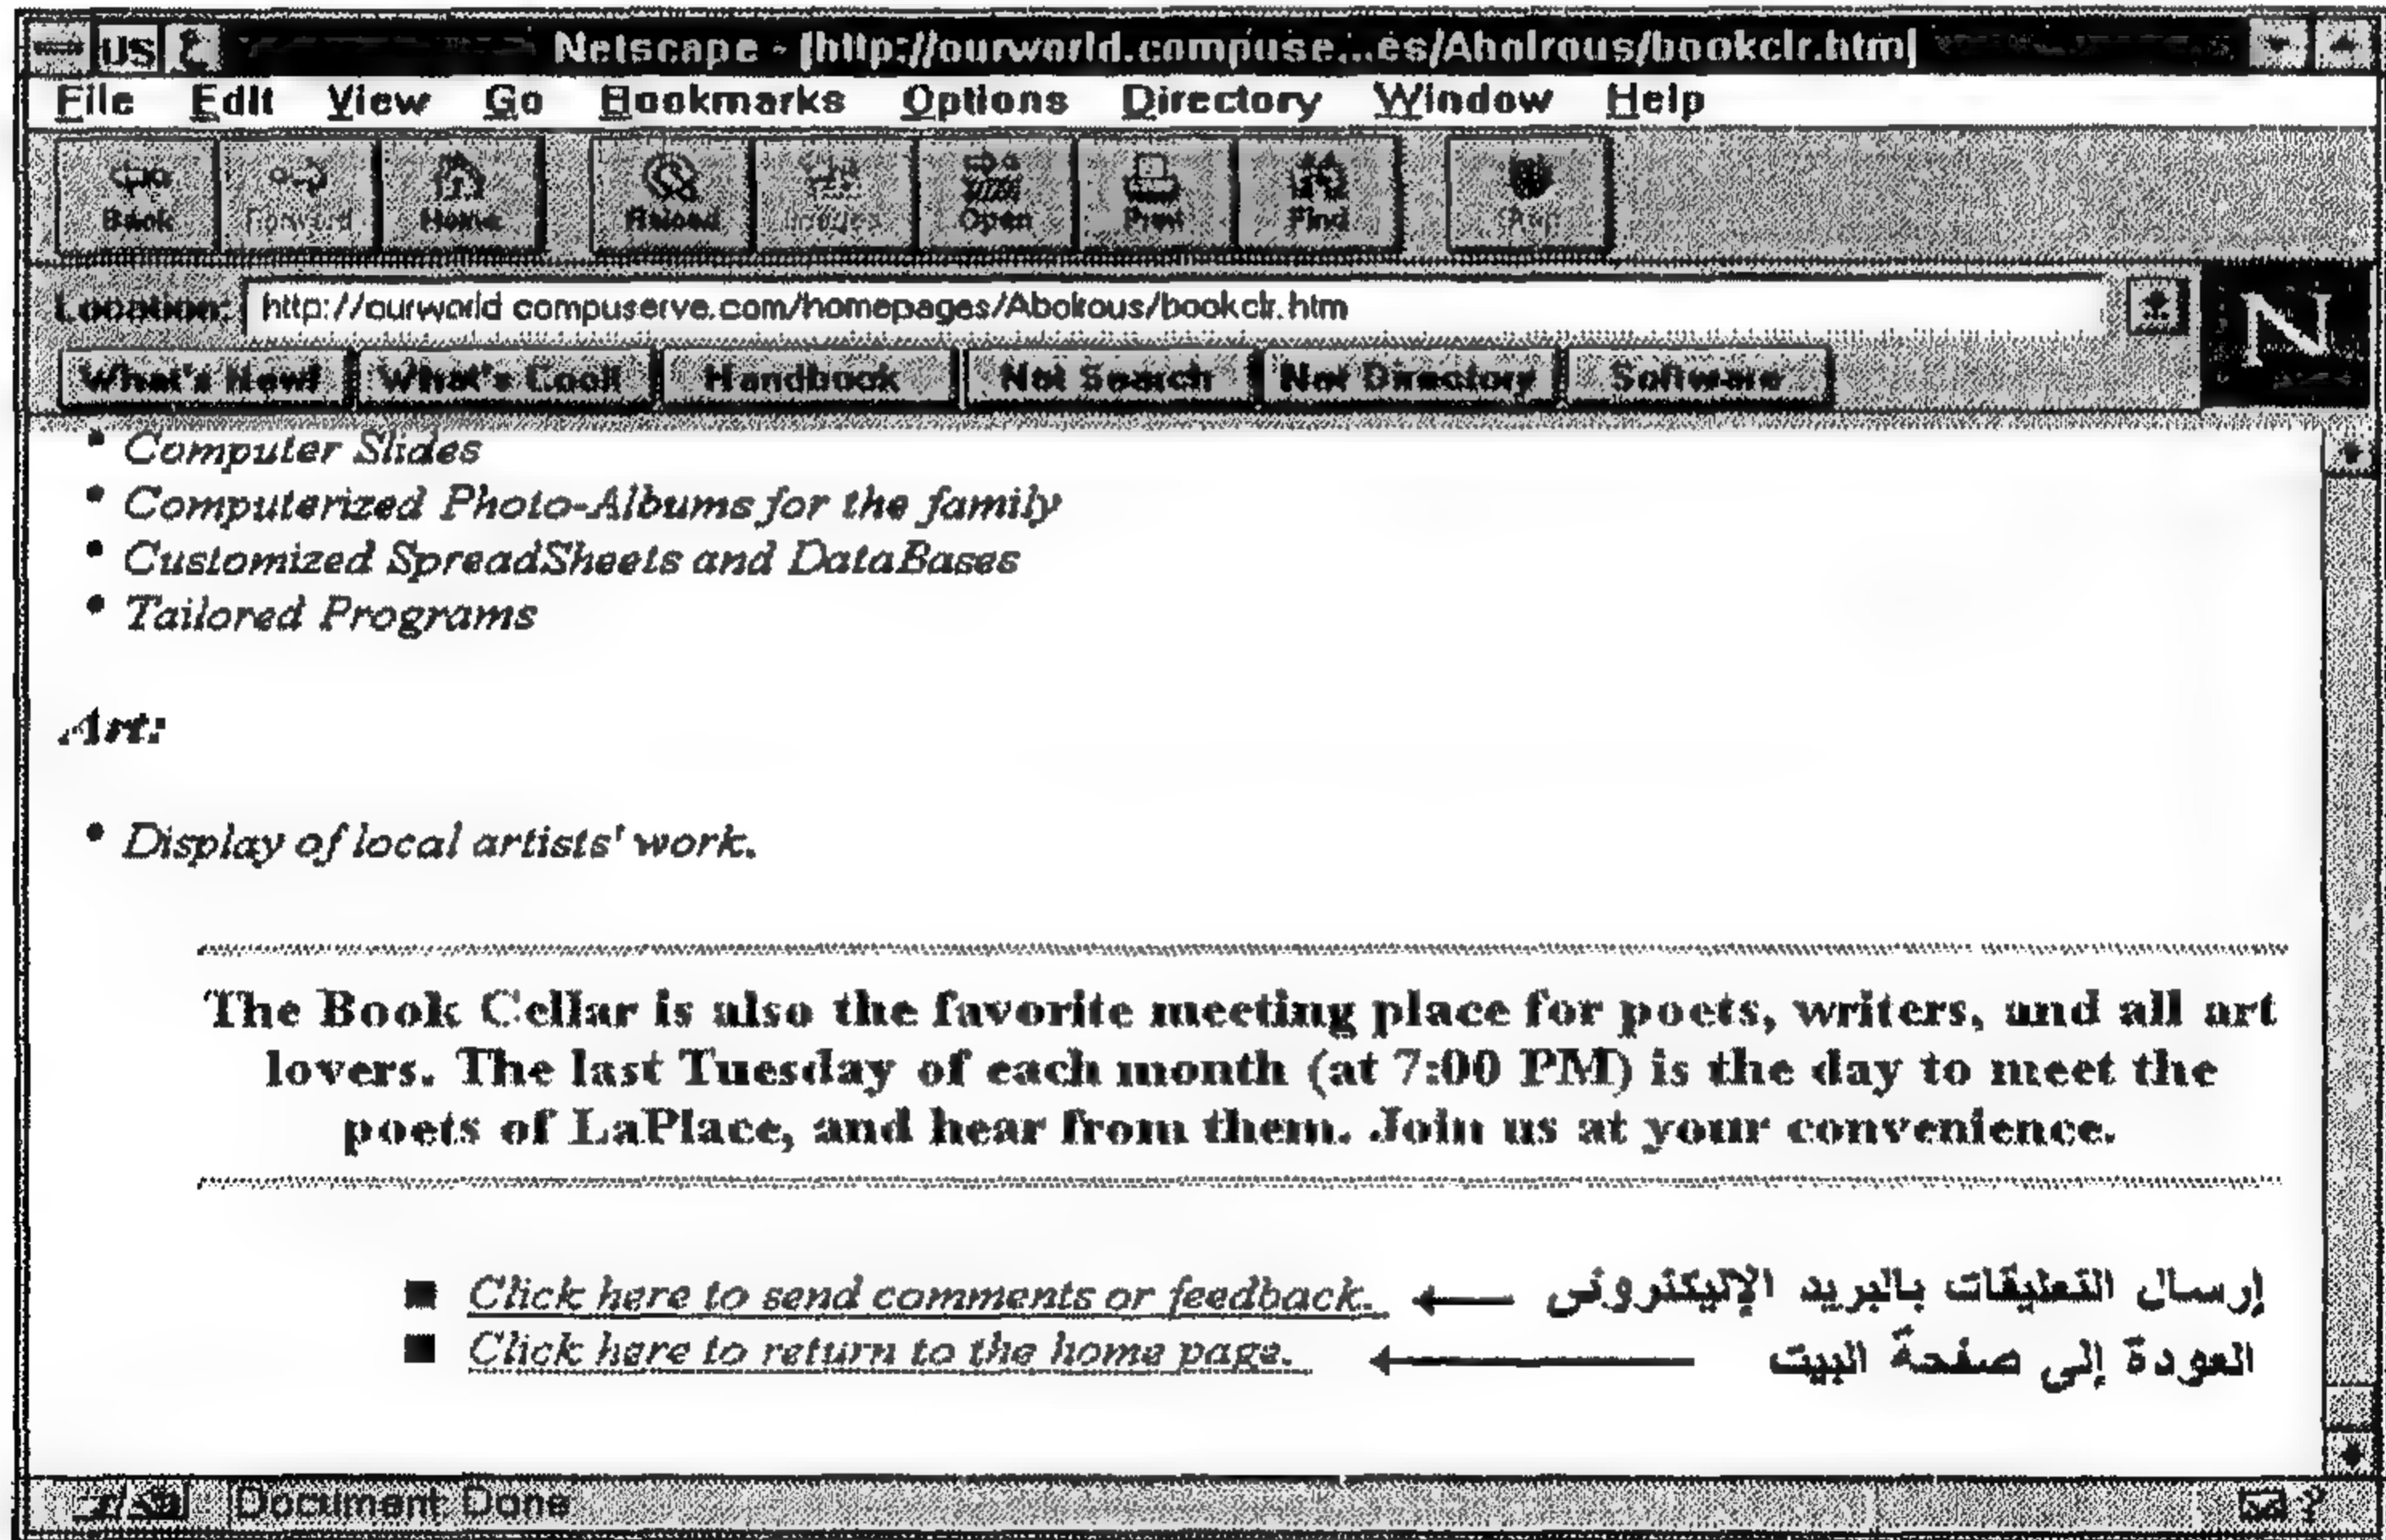 US ع Netscape - [http://ourworld.compuse...es/Abolrous/bookclr.htm]
File Edit View Go Bookmarks Options Directory Window Help
Back Forward Home Reload Images Open Print Find Stop
Location: http://ourworld.compuserve.com/homepages/Abolrous/bookclr.htm
N
What's New! What's Cool! Handbook Net Search Net Directory Software
• Computer Slides
• Computerized Photo-Albums for the family
• Customized SpreadSheets and DataBases
• Tailored Programs
Art:
• Display of local artists' work.
The Book Cellar is also the favorite meeting place for poets, writers, and all art
lovers. The last Tuesday of each month (at 7:00 PM) is the day to meet the
poets of LaPlace, and hear from them. Join us at your convenience.
■ Click here to send comments or feedback. ← إرسال التعليقات بالبريد الإليكترونى
■ Click here to return to the home page. ← العودة إلى صفحة البيت
Document: Done
?